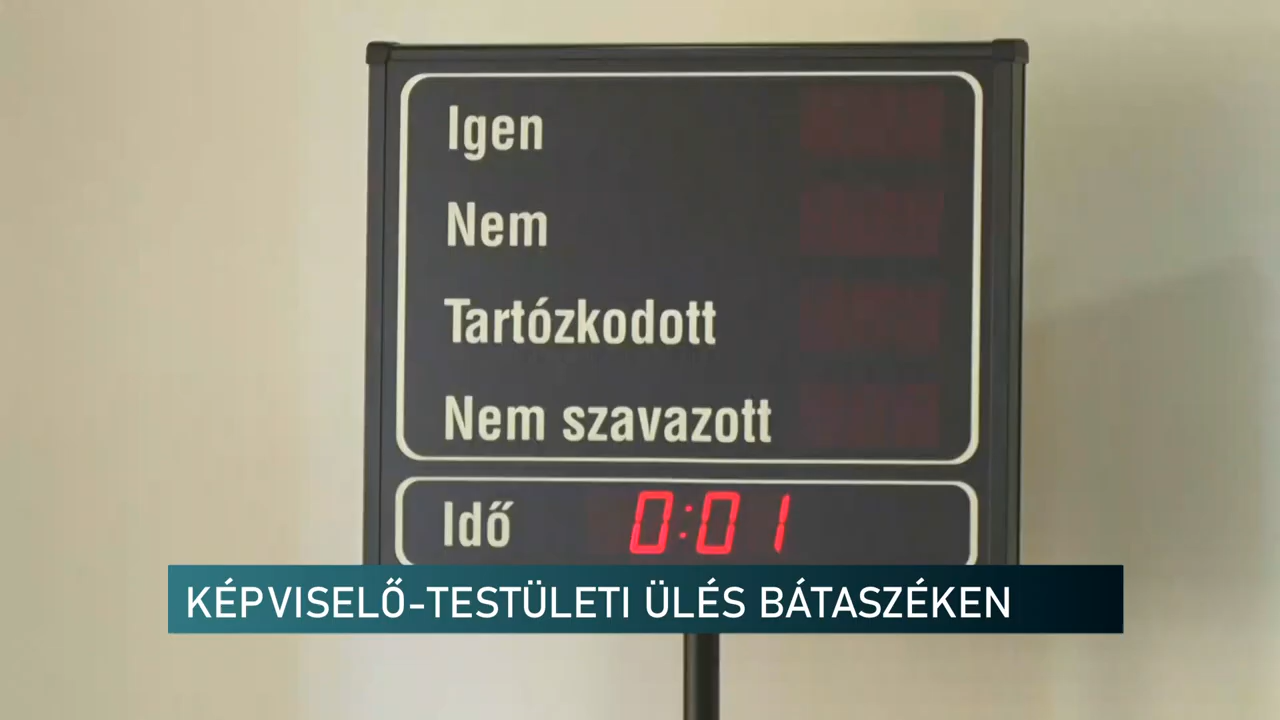 Igen
Nem
Tartózkodott
Nem szavazott
Idő 0:01
KÉPVISELŐ-TESTÜLETI ÜLÉS BÁTASZÉKEN